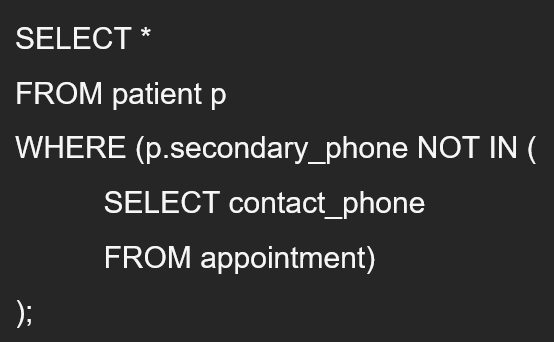 SELECT *
FROM patient p
WHERE (p.secondary_phone NOT IN (
SELECT contact_phone
FROM appointment)
);